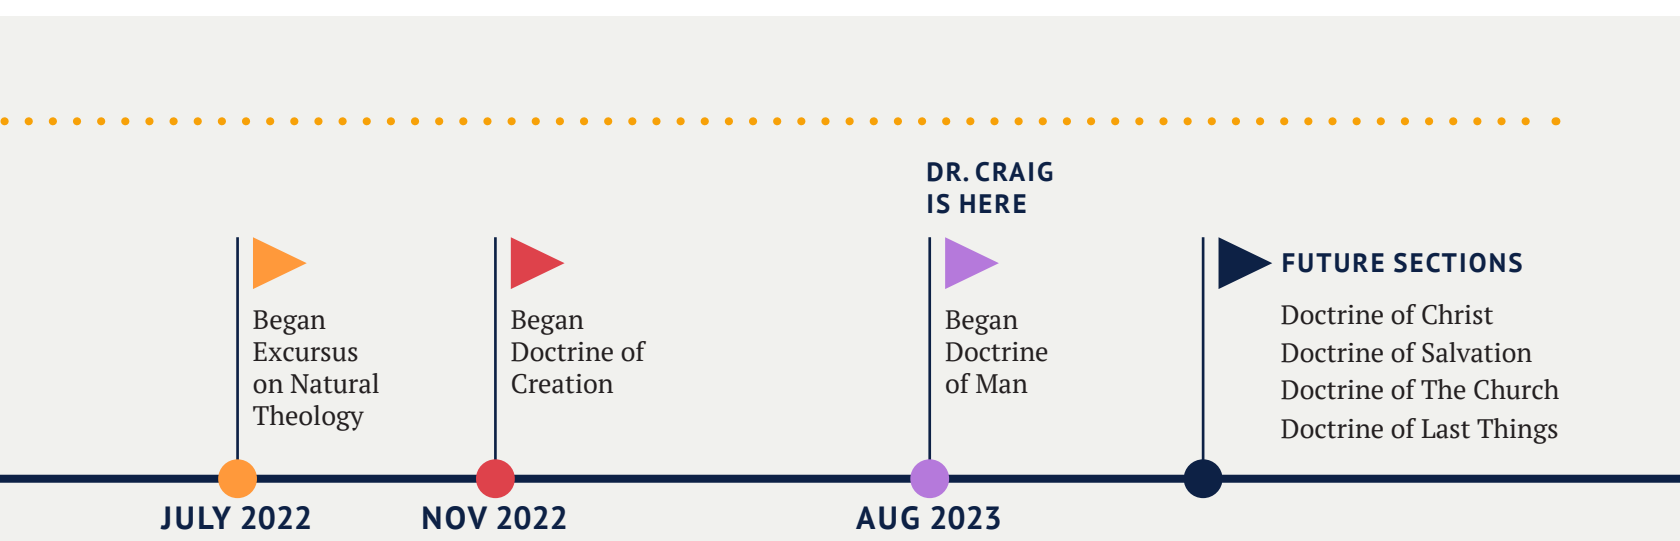 DR. CRAIG
IS HERE
Began
Excursus
on Natural
Theology
JULY 2022
Began
Doctrine of
Creation
NOV 2022
Began
Doctrine
of Man
AUG 2023
FUTURE SECTIONS
Doctrine of Christ
Doctrine of Salvation
Doctrine of The Church
Doctrine of Last Things